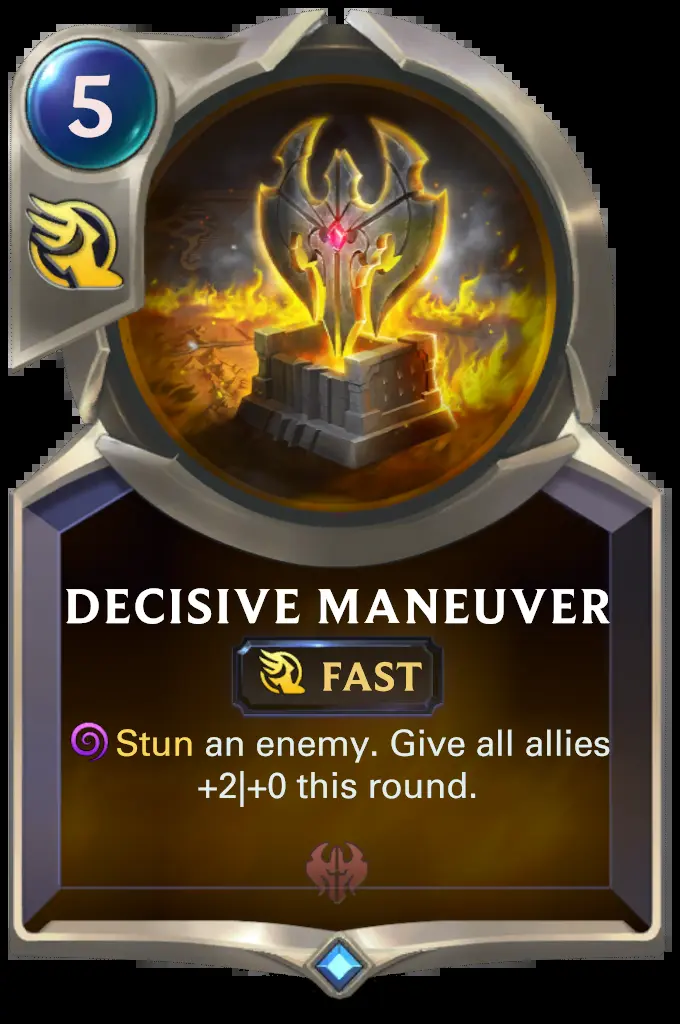 5
DECISIVE MANEUVER
FAST
Stun an enemy. Give all allies
+2|+0 this round.